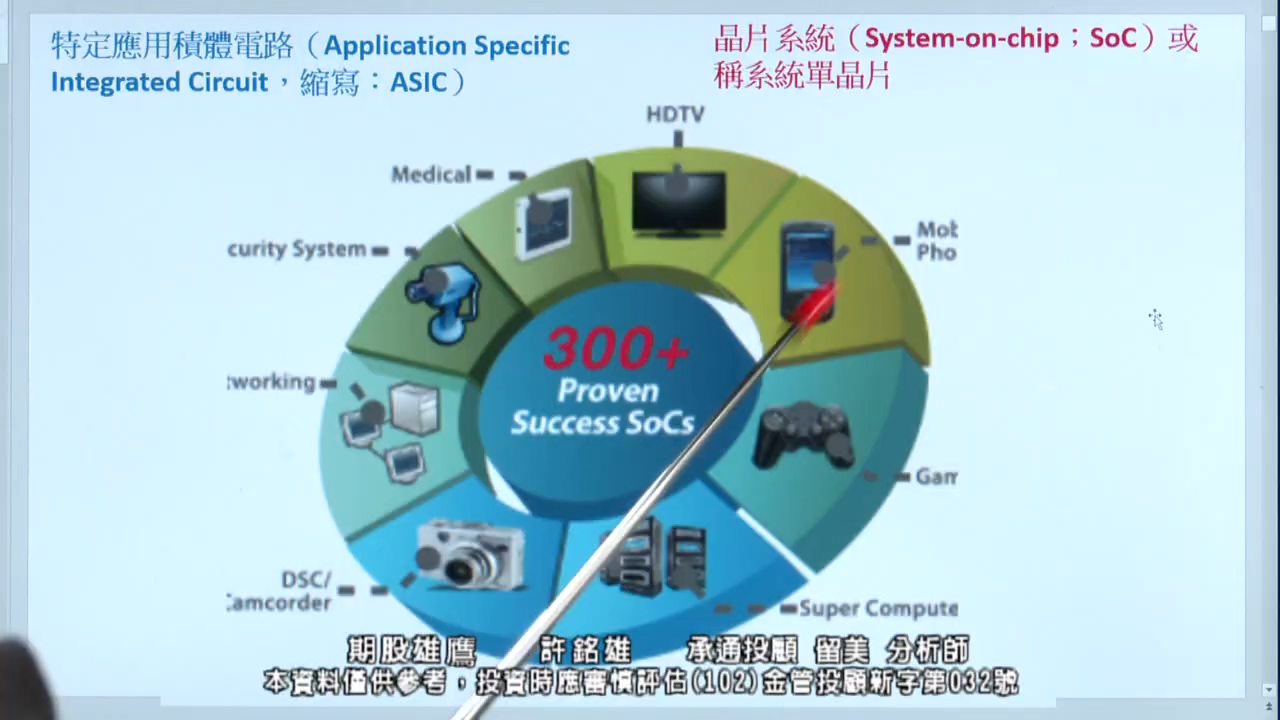 特定應用積體電路（Application Specific
Integrated Circuit，縮寫：ASIC）
晶片系統（System-on-chip；SoC）或
稱系統單晶片
HDTV
Medical
curity System
Mob
Pho
300+
Proven
Success SoCs
tworking
Gam
DSC/
Camcorder
Super Compute
期股雄鷹 許銘雄 承通投顧 留美 分析師
本資料僅供參考，投資時應審慎評估(102)金管投顧新字第032號